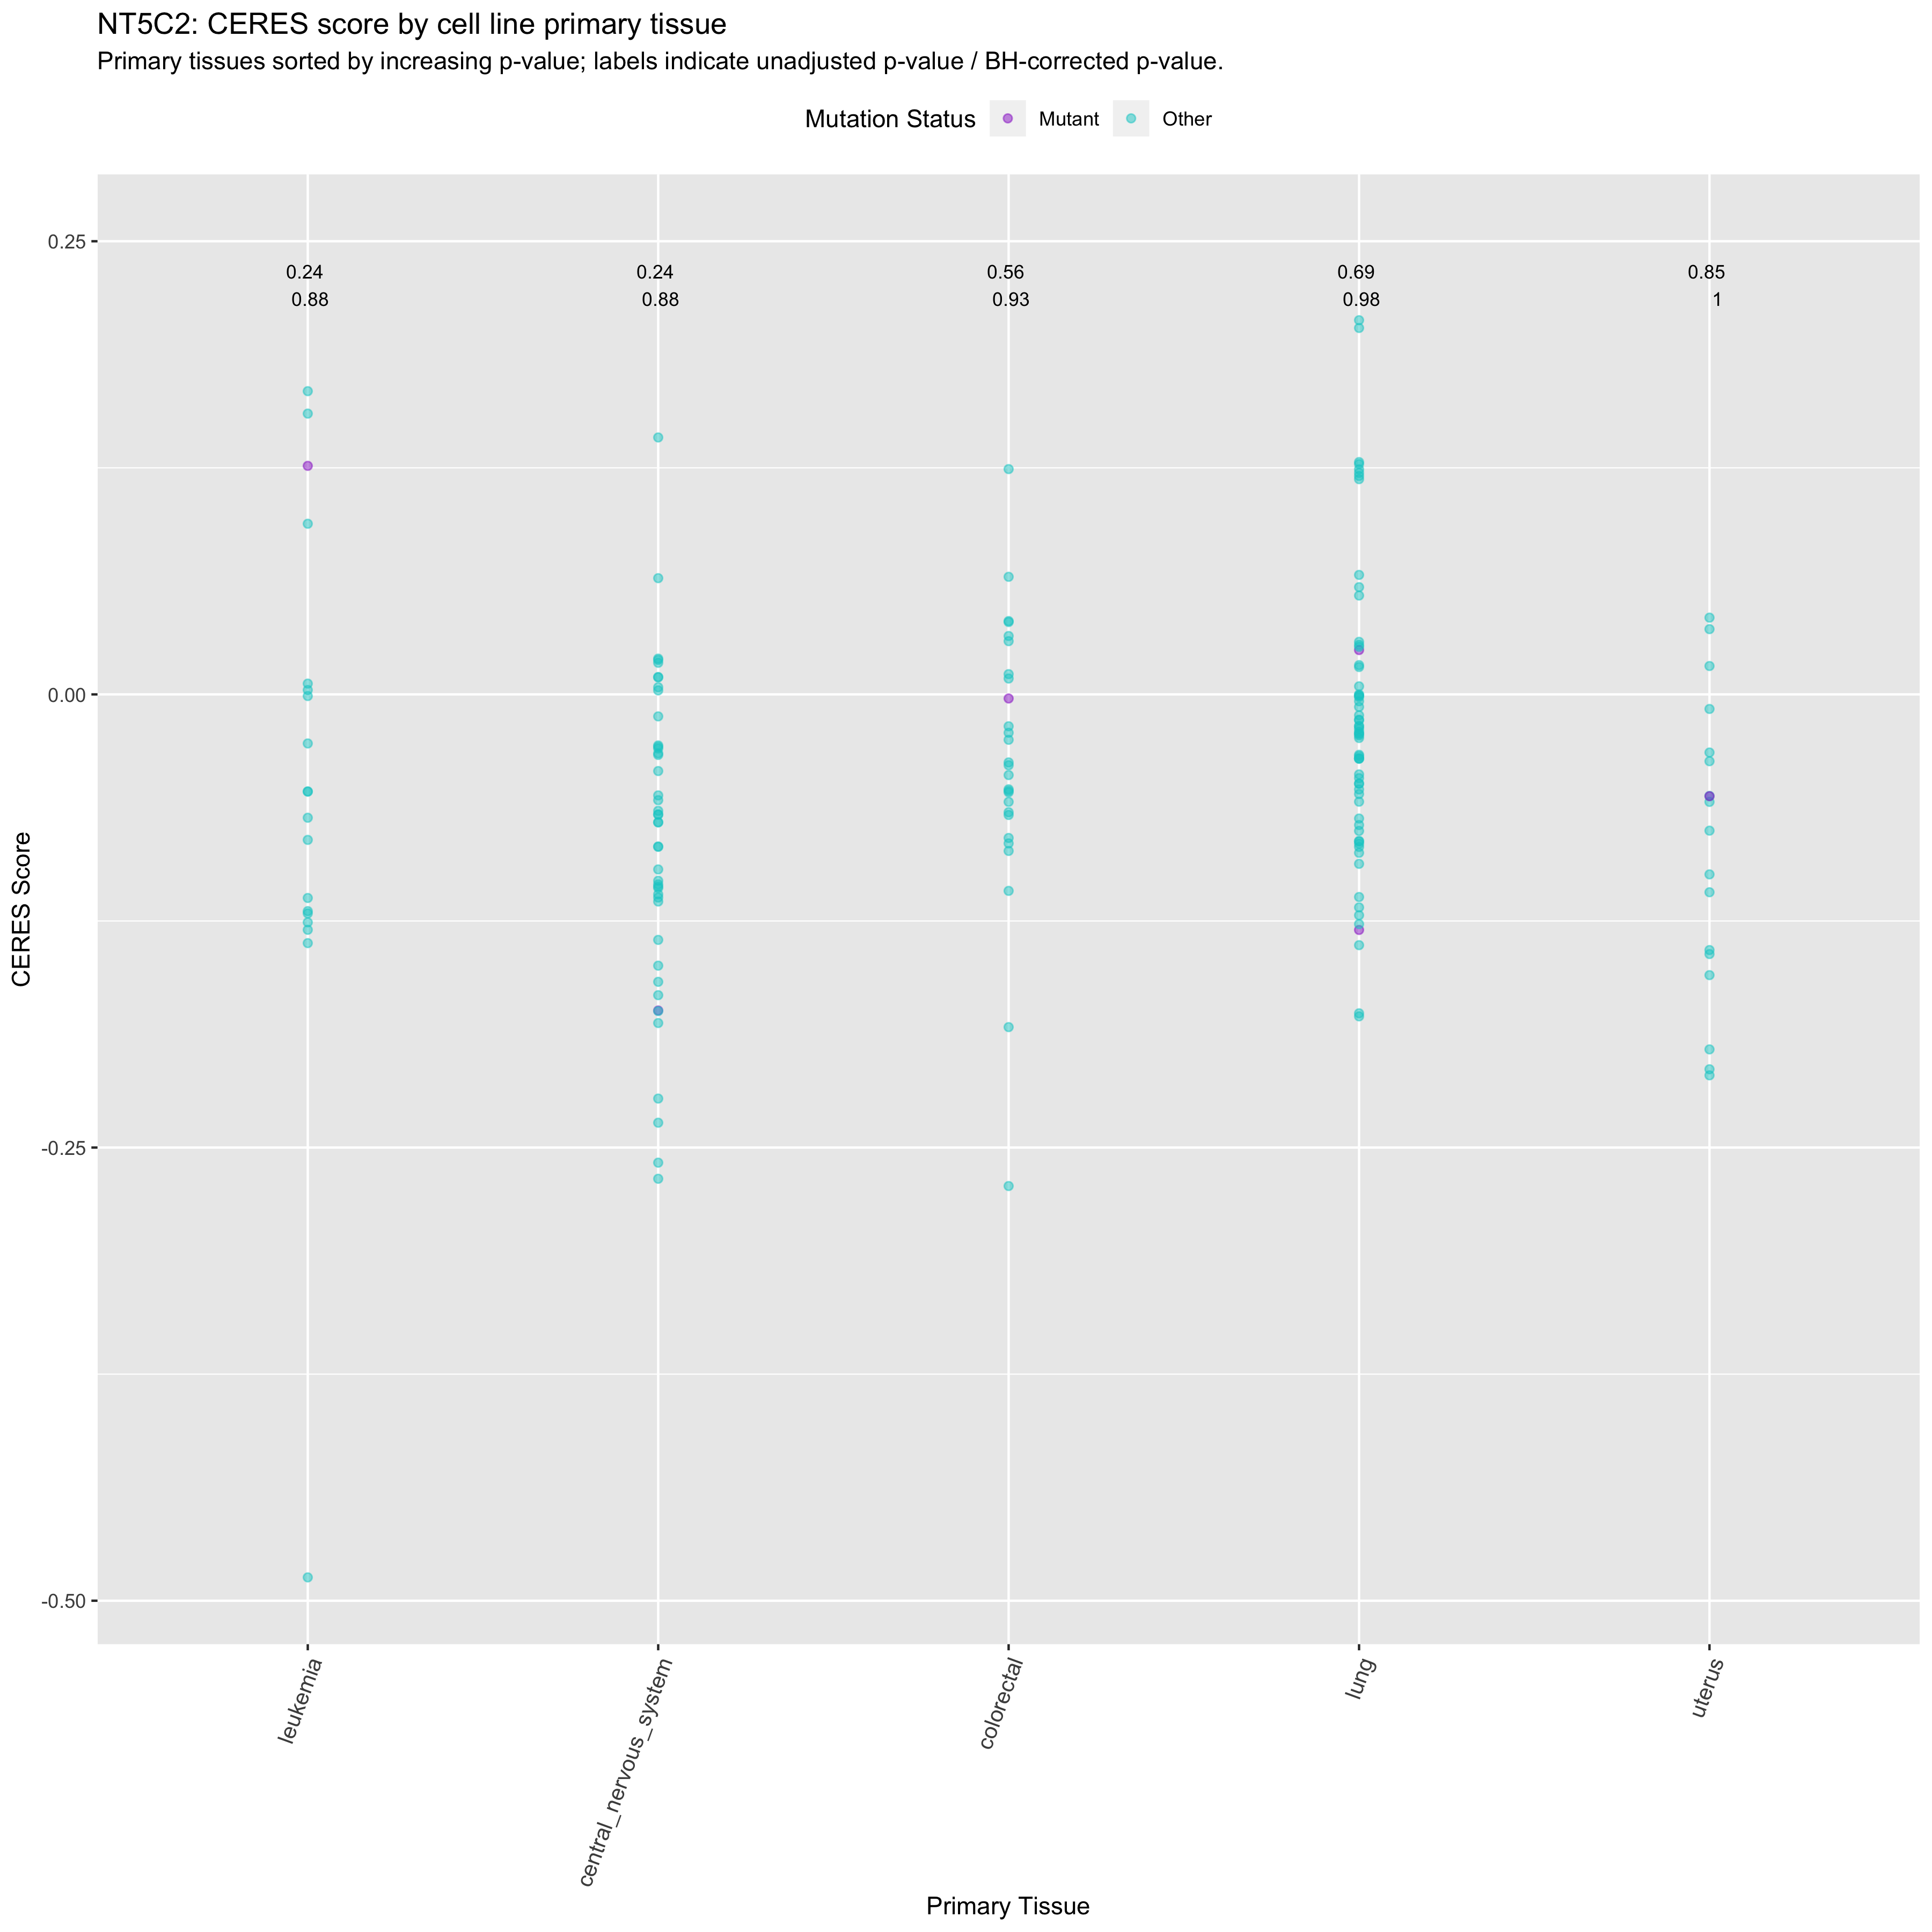 NT5C2: CERES score by cell line primary tissue
Primary tissues sorted by increasing p-value; labels indicate unadjusted p-value / BH-corrected p-value.
Mutation Status Mutant Other
0.25
0.24 0.24 0.56 0.69 0.85
0.88 0.88 0.93 0.98 1
0.00
CERES Score
-0.25
-0.50
leukemia
central_nervous_system
colorectal
lung
uterus
Primary Tissue